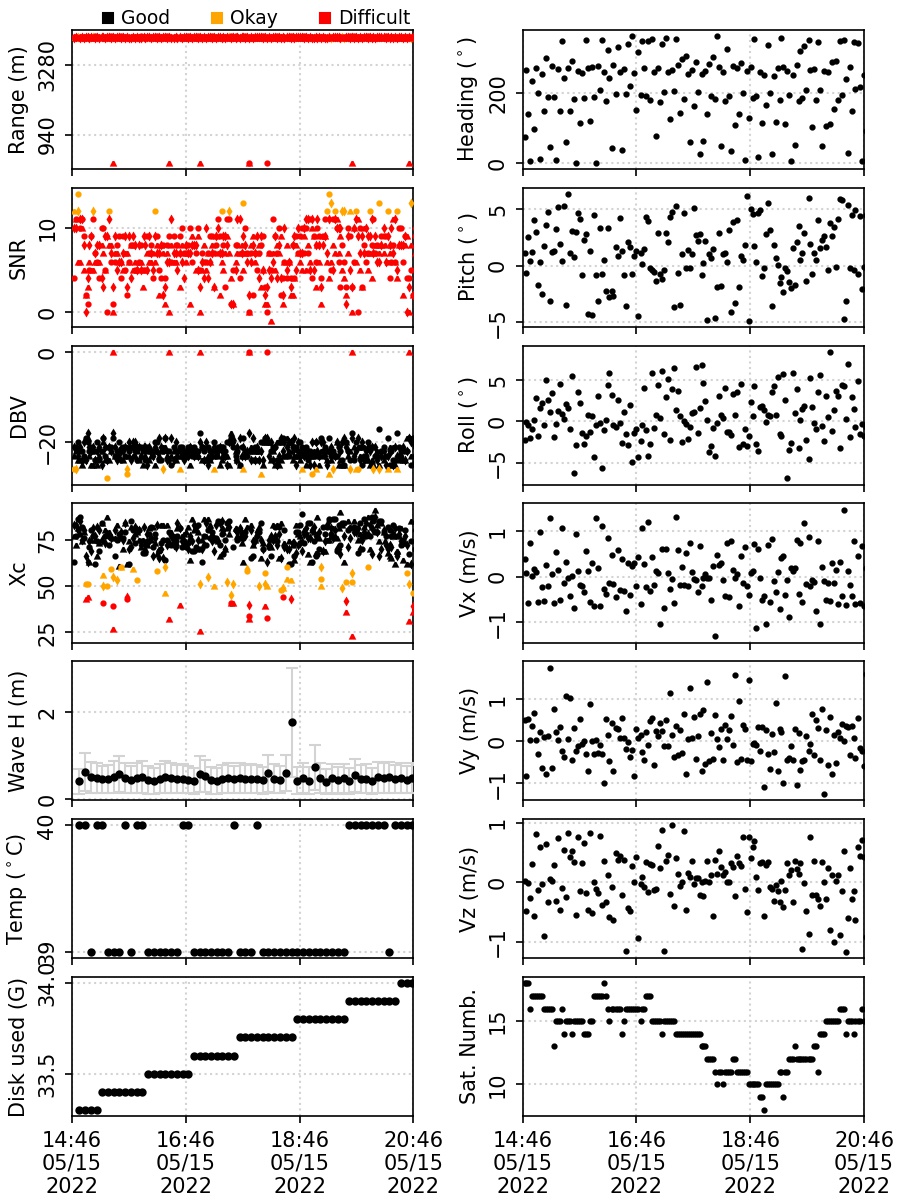 Good Okay Difficult
Range (m)
3280
940
Heading (°)
200
0
SNR
10
0
Pitch (°)
5
0
−5
DBV
0
−20
Roll (°)
5
0
−5
Xc
75
50
25
Vx (m/s)
1
0
−1
Wave H (m)
2
0
Vy (m/s)
1
0
−1
Temp (°C)
40
39
Vz (m/s)
1
0
−1
Disk used (G)
34.0
33.5
Sat. Numb.
15
10
14:46 16:46 18:46 20:46
05/15 05/15 05/15 05/15
2022 2022 2022 2022
14:46 16:46 18:46 20:46
05/15 05/15 05/15 05/15
2022 2022 2022 2022